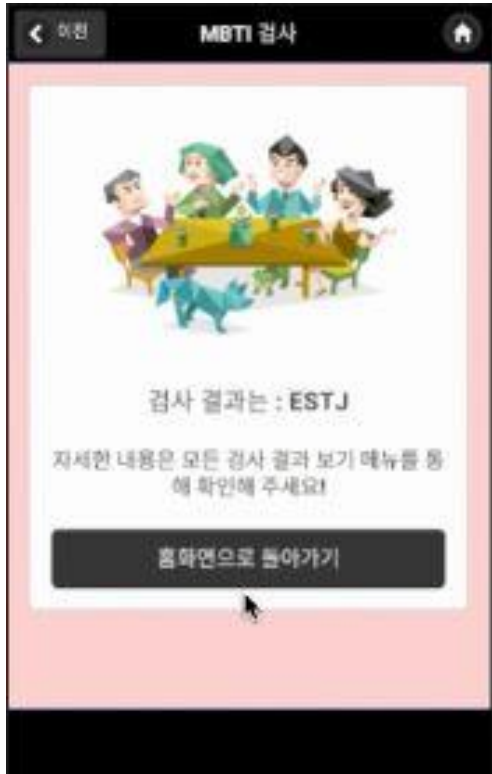 이전
MBTI 검사
검사 결과는 : ESTJ
자세한 내용은 모든 검사 결과 보기 메뉴를 통
해 확인해 주세요!
홈화면으로 돌아가기